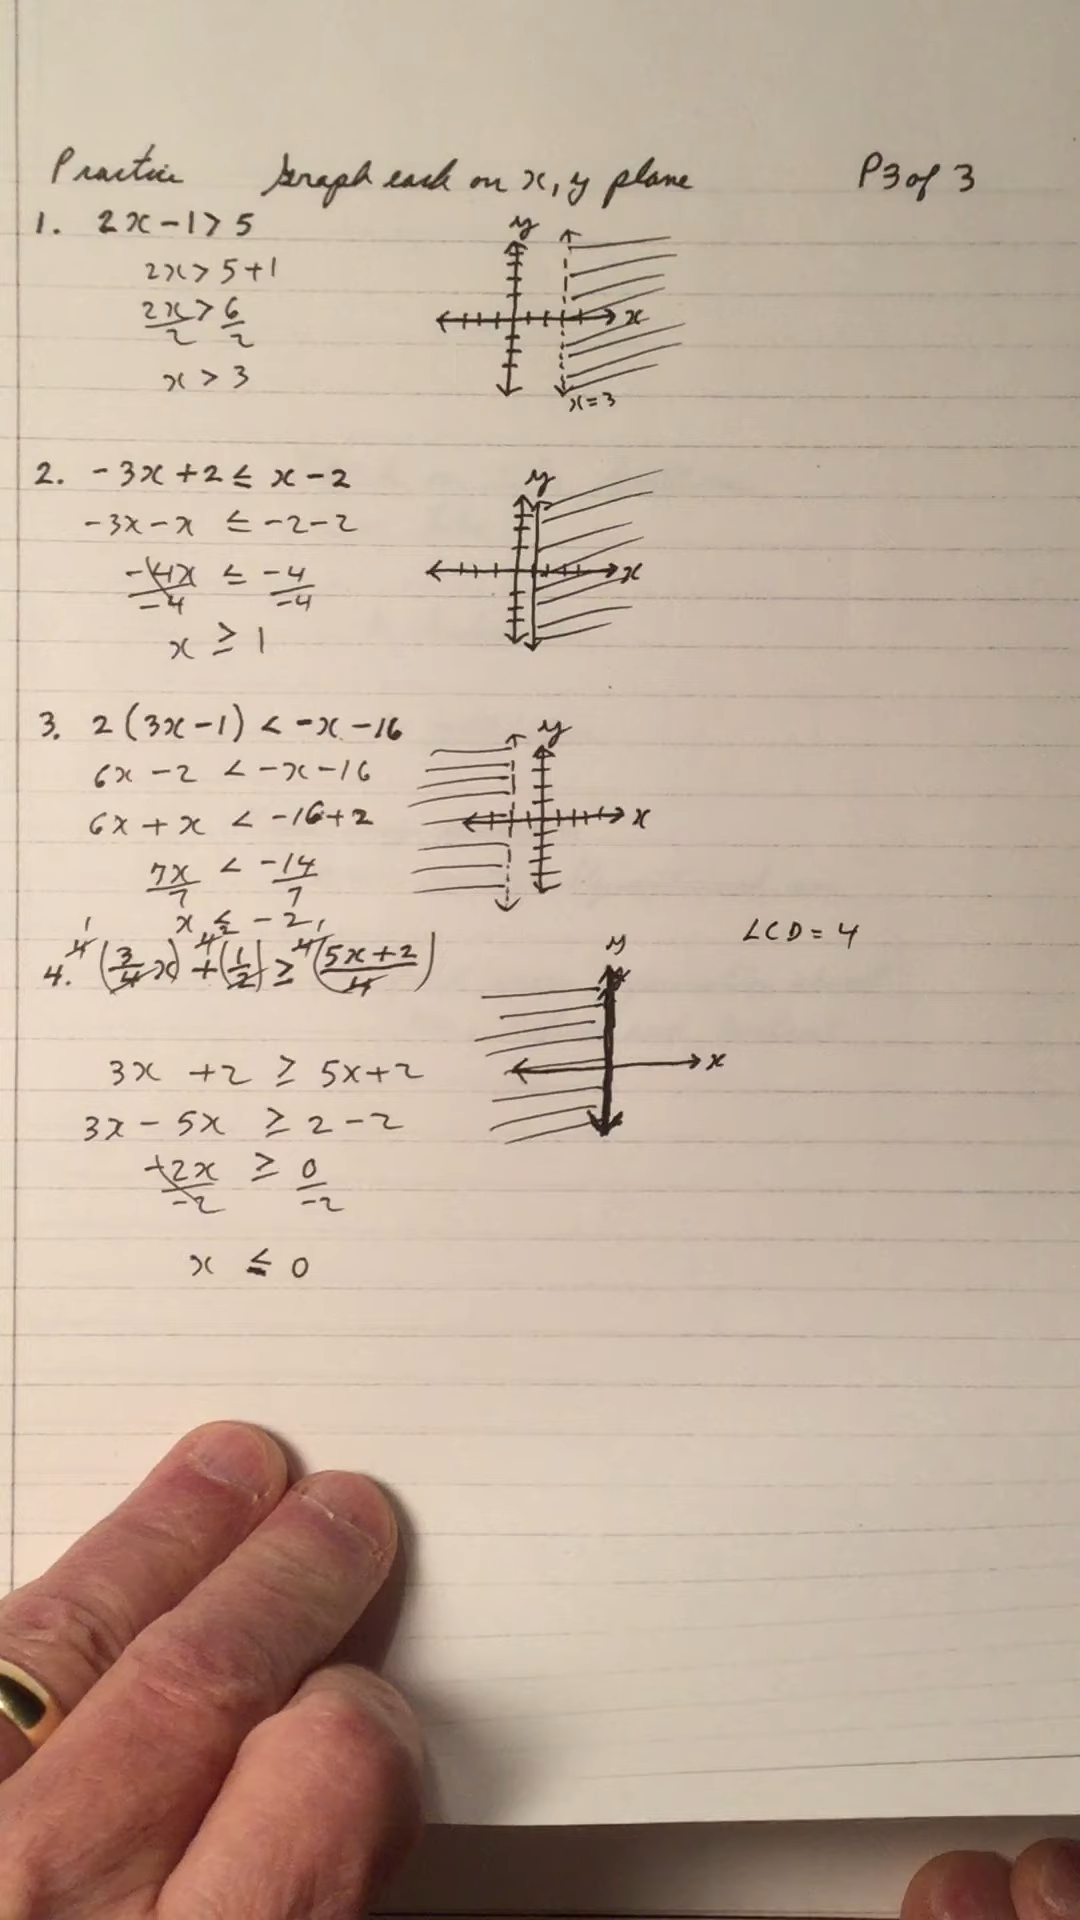 Practice Graph each on x, y plane P3 of 3
1. 2x - 1 > 5
2x > 5 + 1
2x/2 > 6/2
x > 3
y
x
x = 3
2. -3x + 2 ≤ x - 2
-3x - x ≤ -2 - 2
-4x/-4 ≤ -4/-4
x ≥ 1
y
x
3. 2(3x - 1) < -x - 16
6x - 2 < -x - 16
6x + x < -16 + 2
7x/7 < -14/7
x < -2
y
x
4. 4(3/4 x) + 4(1/2) ≥ 4(5x + 2/4) LCD = 4
1 2 1
3x + 2 ≥ 5x + 2
3x - 5x ≥ 2 - 2
-2x/-2 ≥ 0/-2
x ≤ 0
y
x